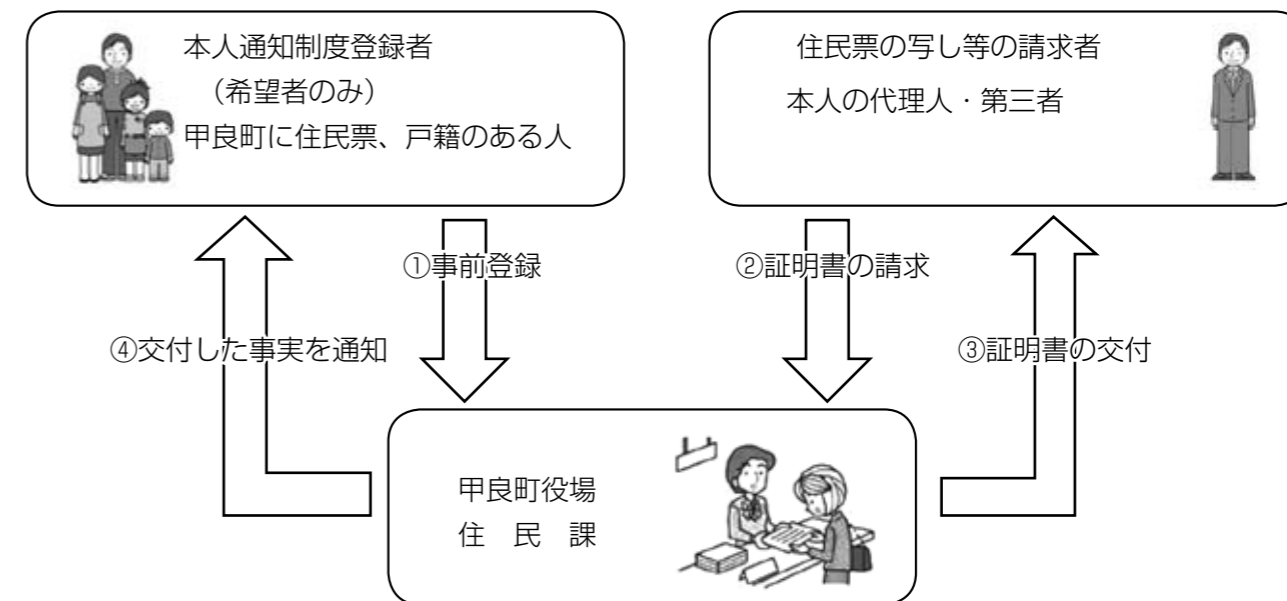 本人通知制度登録者
（希望者のみ）
甲良町に住民票、戸籍のある人
住民票の写し等の請求者
本人の代理人・第三者
①事前登録
②証明書の請求
④交付した事実を通知
③証明書の交付
甲良町役場
住　民　課